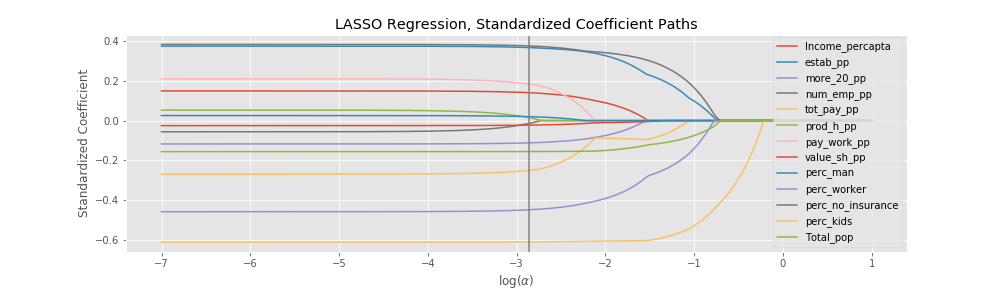 LASSO Regression, Standardized Coefficient Paths
Standardized Coefficient
0.4
0.2
0.0
−0.2
−0.4
−0.6
−7
−6
−5
−4
−3
−2
−1
0
1
log(α)
Income_percapta
estab_pp
more_20_pp
num_emp_pp
tot_pay_pp
prod_h_pp
pay_work_pp
value_sh_pp
perc_man
perc_worker
perc_no_insurance
perc_kids
Total_pop